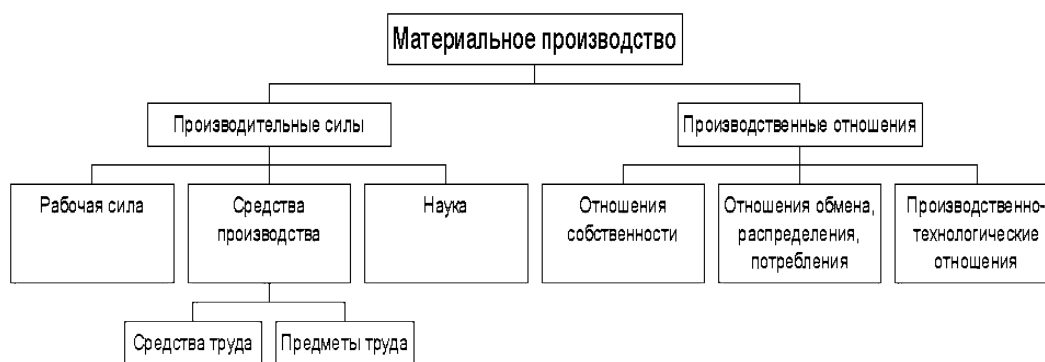 Материальное производство
Производительные силы
Производственные отношения
Рабочая сила
Средства
производства
Наука
Отношения
собственности
Отношения обмена,
распределения,
потребления
Производственно-
технологические
отношения
Средства труда
Предметы труда